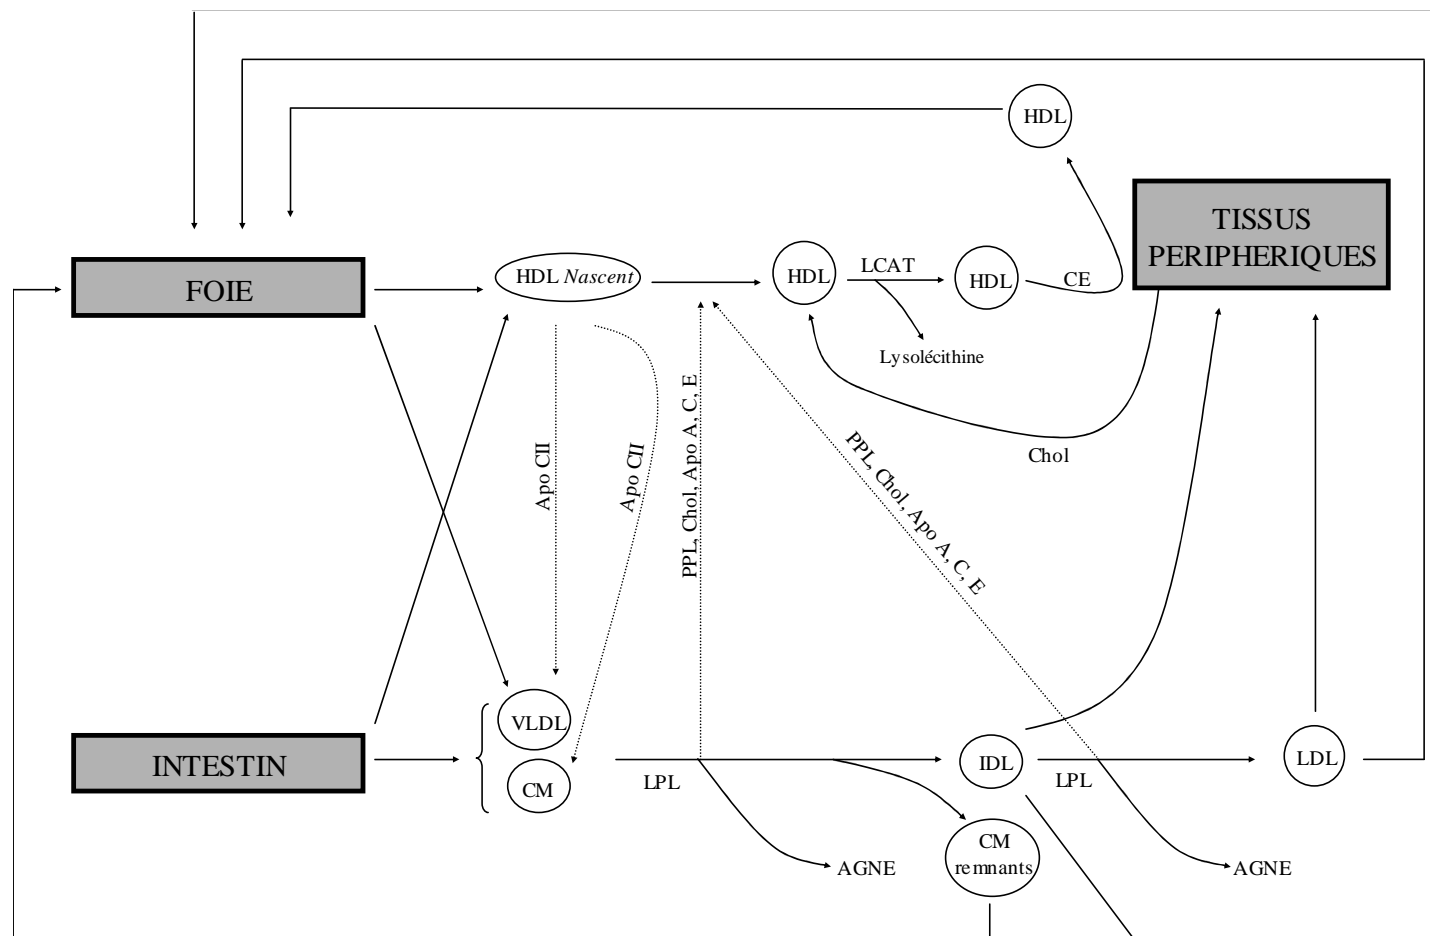 HDL
TISSUS
PERIPHERIQUES
FOIE
HDL Nascent
HDL
LCAT
HDL
CE
Lysolécithine
Chol
Apo CII
Apo CII
PPL, Chol, Apo A, C, E
PPL, Chol, Apo A, C, E
INTESTIN
VLDL
CM
LPL
IDL
LPL
LDL
CM
remnants
AGNE
AGNE